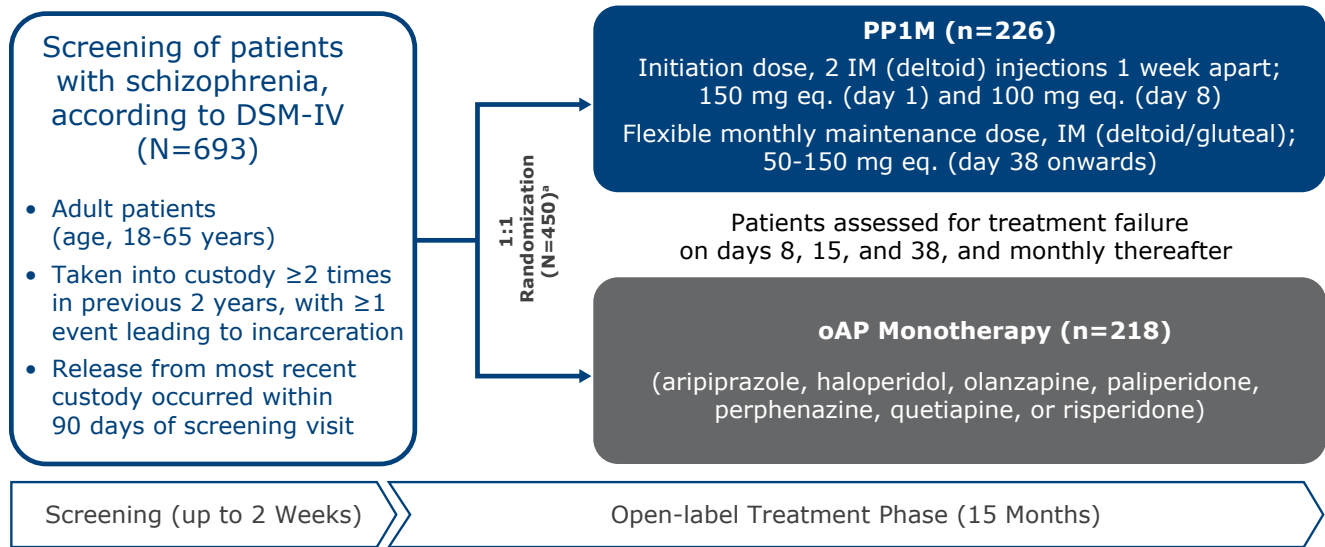 Screening of patients
with schizophrenia,
according to DSM-IV
(N=693)
• Adult patients
(age, 18-65 years)
• Taken into custody ≥2 times
in previous 2 years, with ≥1
event leading to incarceration
• Release from most recent
custody occurred within
90 days of screening visit
1:1
Randomization
(N=450)ᵃ
PP1M (n=226)
Initiation dose, 2 IM (deltoid) injections 1 week apart;
150 mg eq. (day 1) and 100 mg eq. (day 8)
Flexible monthly maintenance dose, IM (deltoid/gluteal);
50-150 mg eq. (day 38 onwards)
Patients assessed for treatment failure
on days 8, 15, and 38, and monthly thereafter
oAP Monotherapy (n=218)
(aripiprazole, haloperidol, olanzapine, paliperidone,
perphenazine, quetiapine, or risperidone)
Screening (up to 2 Weeks)
Open-label Treatment Phase (15 Months)